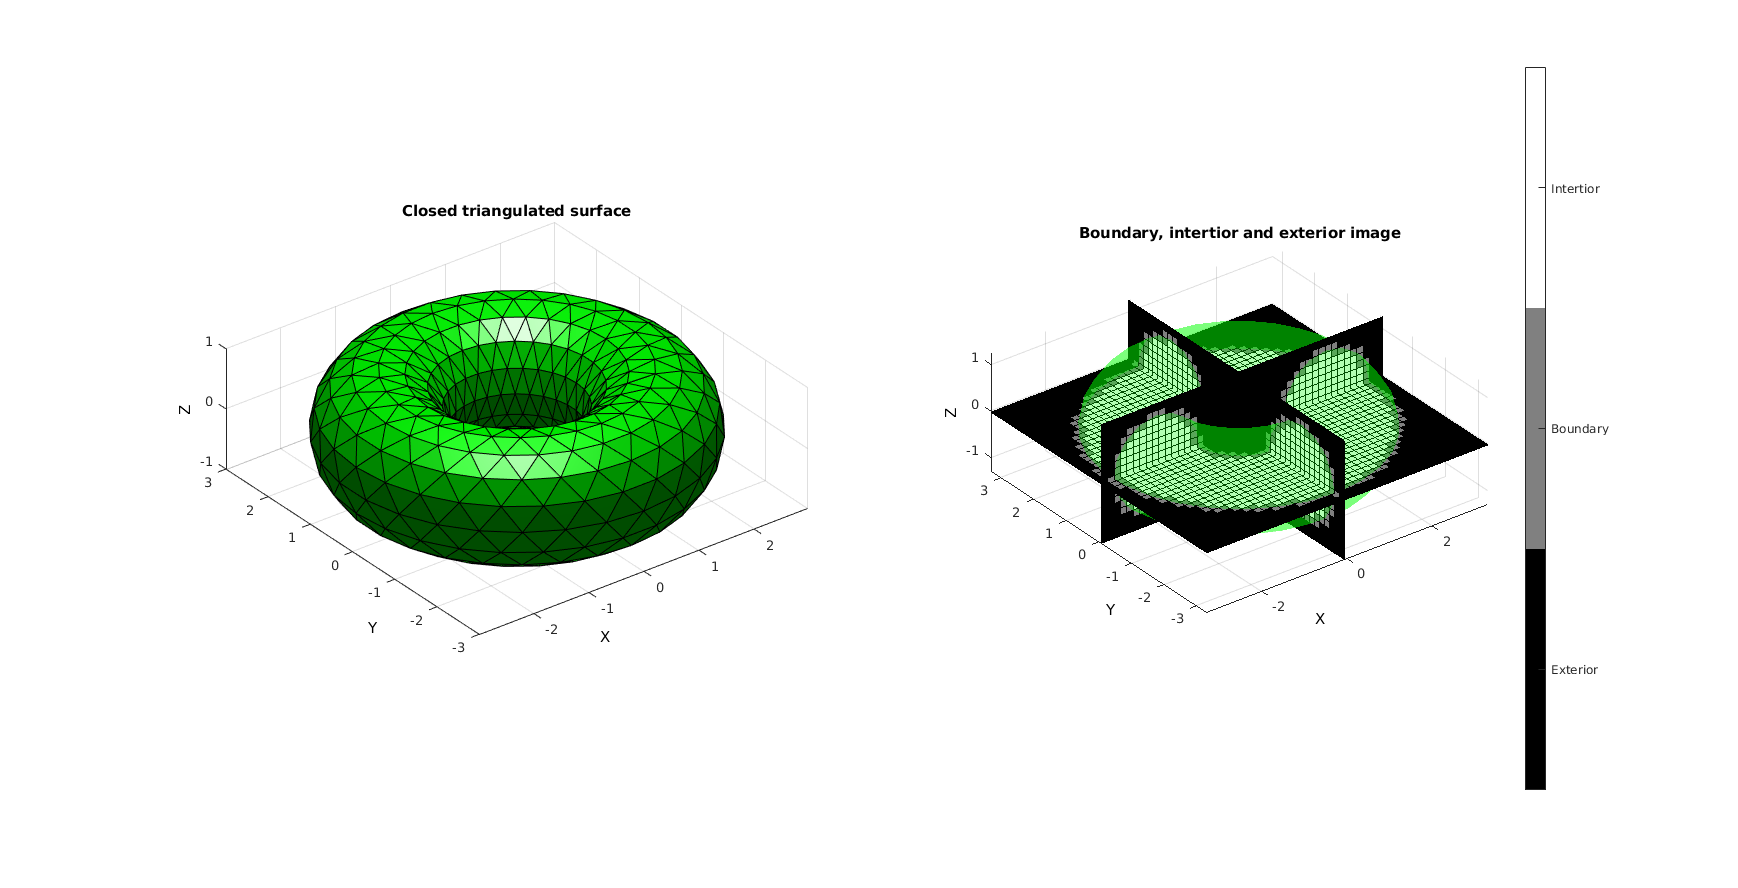 Closed triangulated surface
1
0
-1
Z
3
2
1
0
-1
-2
-3
Y
-2
-1
0
1
2
X
Boundary, intertior and exterior image
1
0
-1
Z
3
2
1
0
-1
-2
-3
Y
-2
0
2
X
Intertior
Boundary
Exterior